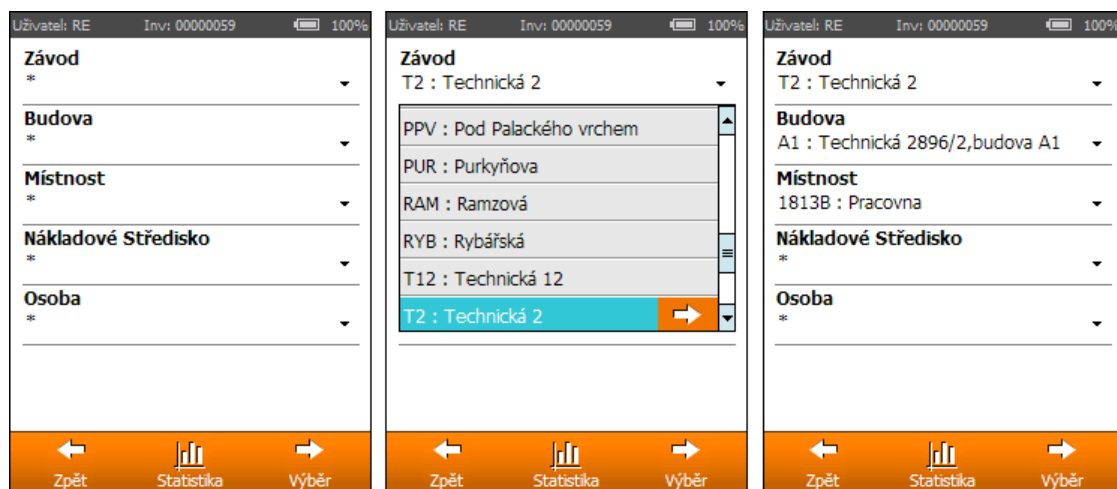 Uživatel: RE Inv: 00000059 100%
Závod
*
Budova
*
Místnost
*
Nákladové Středisko
*
Osoba
*
Zpět Statistika Výběr
Uživatel: RE Inv: 00000059 100%
Závod
T2 : Technická 2
PPV : Pod Palackého vrchem
PUR : Purkyňova
RAM : Ramzová
RYB : Rybářská
T12 : Technická 12
T2 : Technická 2
Zpět Statistika Výběr
Uživatel: RE Inv: 00000059 100%
Závod
T2 : Technická 2
Budova
A1 : Technická 2896/2,budova A1
Místnost
1813B : Pracovna
Nákladové Středisko
*
Osoba
*
Zpět Statistika Výběr